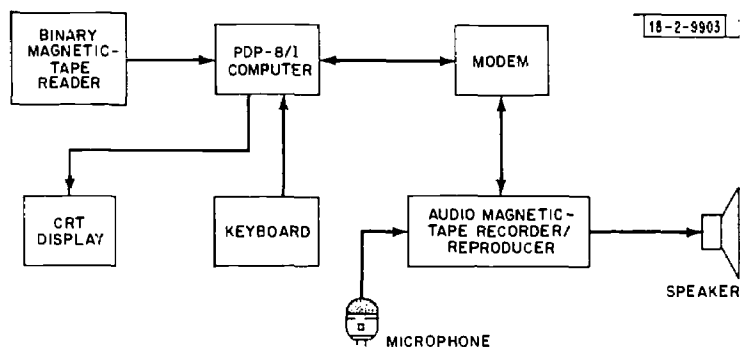 18-2-9903
BINARY
MAGNETIC-
TAPE
READER
PDP-8/I
COMPUTER
MODEM
CRT
DISPLAY
KEYBOARD
AUDIO MAGNETIC-
TAPE RECORDER/
REPRODUCER
SPEAKER
MICROPHONE